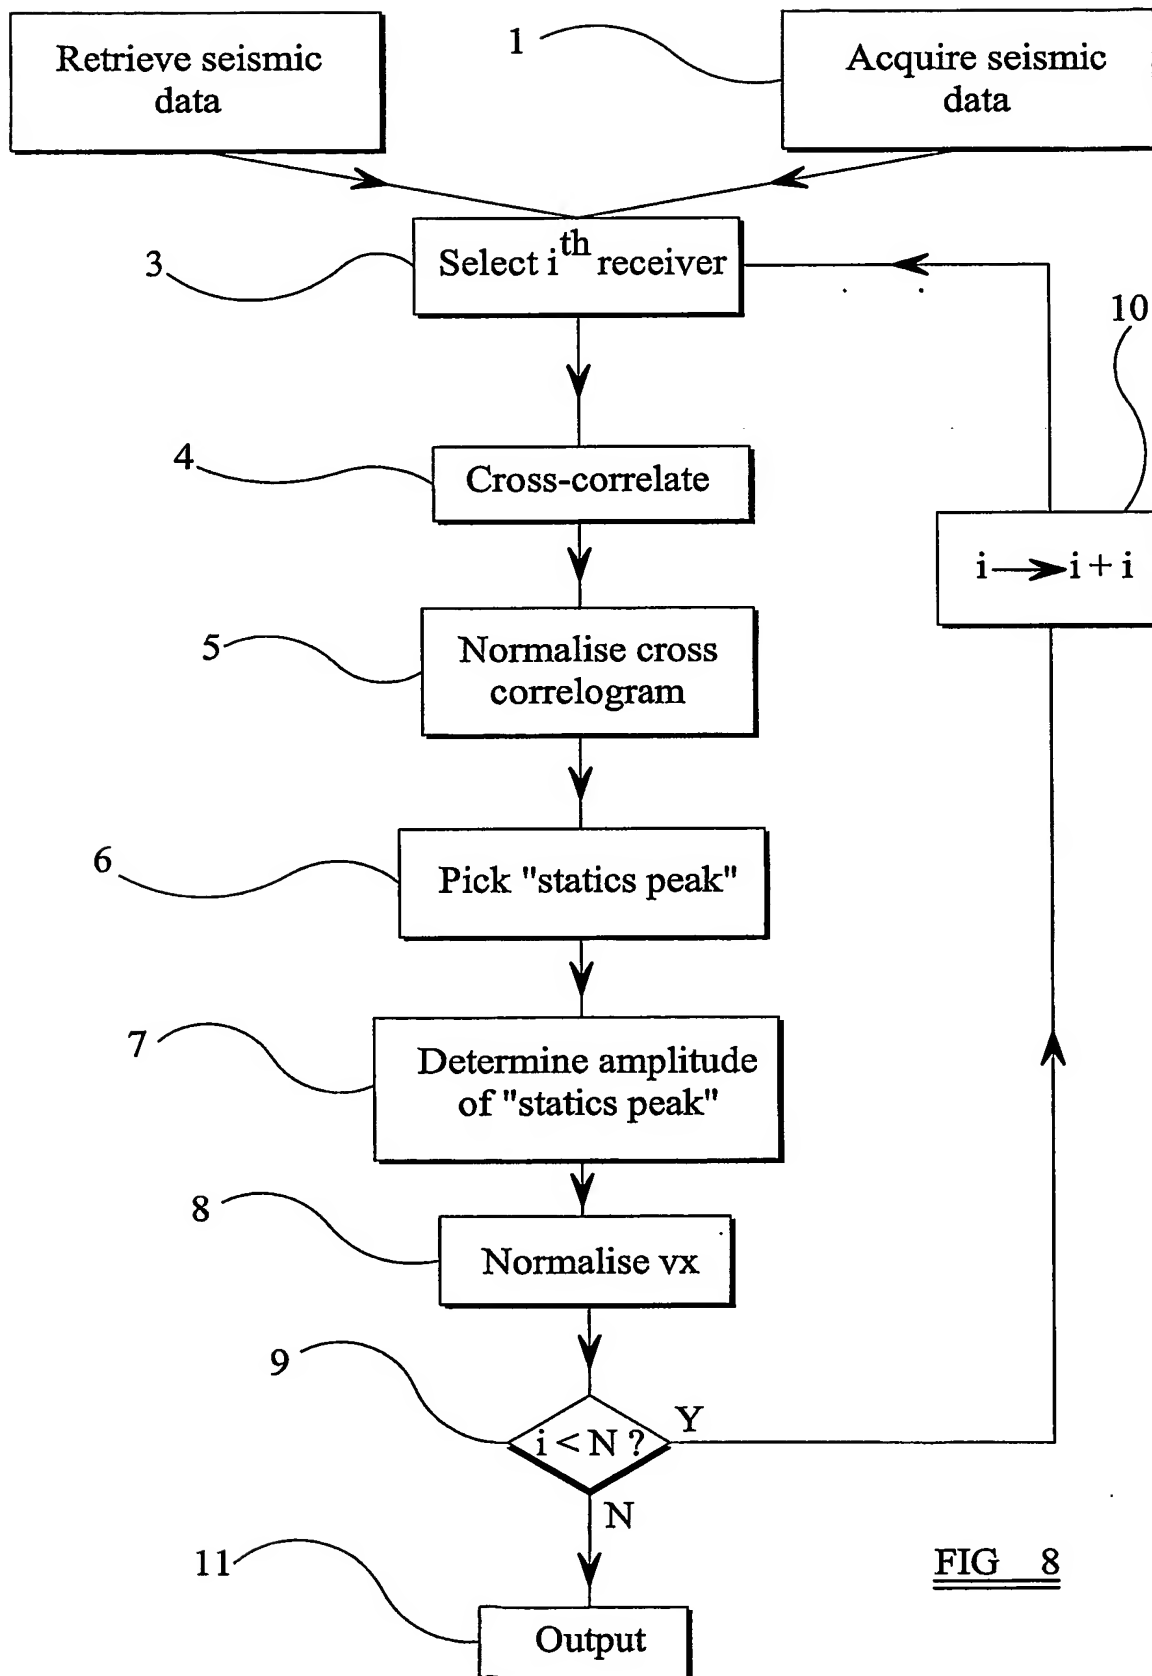 Retrieve seismic
data
1
Acquire seismic
data
3
Select i^th receiver
10
4
Cross-correlate
i → i + i
5
Normalise cross
correlogram
6
Pick "statics peak"
7
Determine amplitude
of "statics peak"
8
Normalise vx
9
i < N ?
Y
N
11
Output
FIG 8